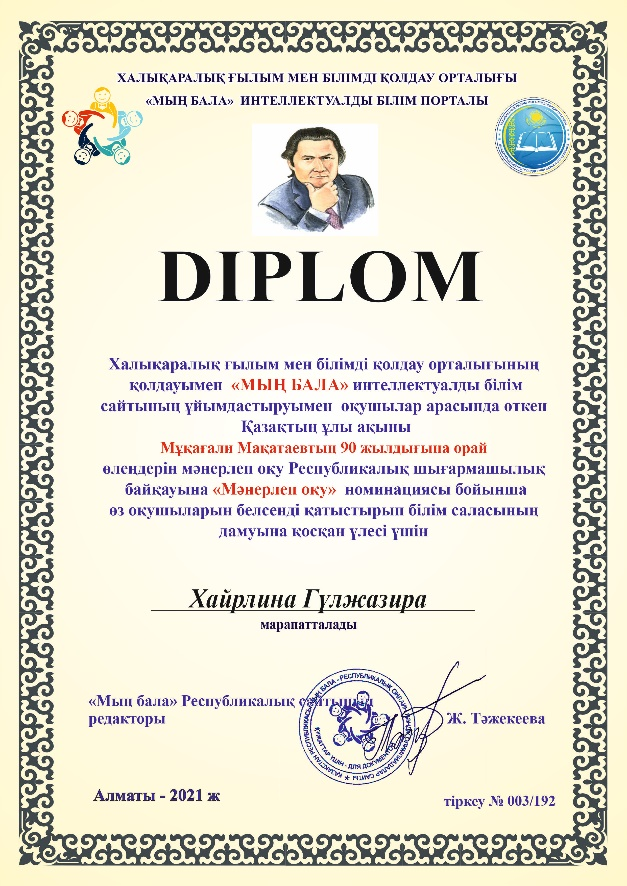 ХАЛЫҚАРАЛЫҚ ҒЫЛЫМ МЕН БІЛІМДІ ҚОЛДАУ ОРТАЛЫҒЫ
«МЫҢ БАЛА» ИНТЕЛЛЕКТУАЛДЫ БІЛІМ ПОРТАЛЫ
DIPLOM
Халықаралық ғылым мен білімді қолдау орталығының
қолдауымен «МЫҢ БАЛА» интеллектуалды білім
сайтының ұйымдастыруымен оқушылар арасында өткен
Қазақтың ұлы ақыны
Мұқағали Мақатаевтың 90 жылдығына орай
өлеңдерін мәнерлеп оқу Республикалық шығармашылық
байқауына «Мәнерлеп оқу» номинациясы бойынша
өз оқушыларын белсенді қатыстырып білім саласының
дамуына қосқан үлесі үшін
Хайрлина Гүлжазира
марапатталады
«Мың бала» Республикалық сайтының
редакторы
Ж. Тәжекеева
Алматы - 2021 ж
тіркеу № 003/192